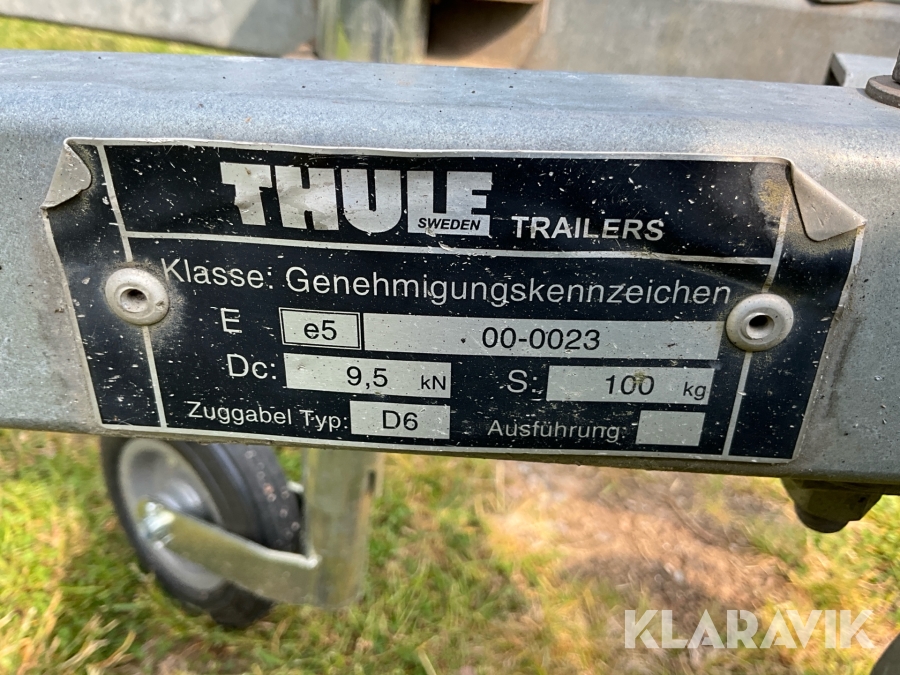 THULE
SWEDEN
TRAILERS
Klasse: Genehmigungskennzeichen
E e5 00-0023
Dc: 9,5 kN S: 100 kg
Zuggabel Typ: D6 Ausführung:
KLARAVIK